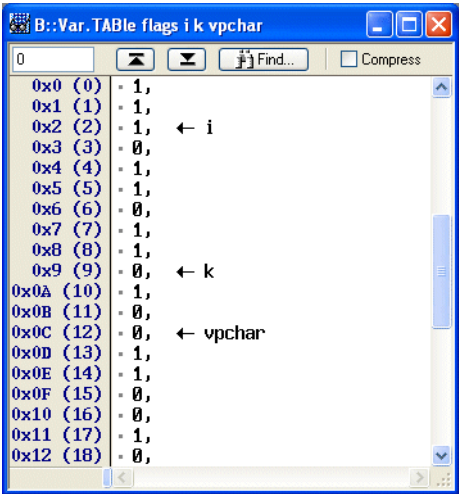 B::Var.TABle flags i k vpchar
0 Find... Compress
0x0 (0) 1,
0x1 (1) 1,
0x2 (2) 1, ← i
0x3 (3) 0,
0x4 (4) 1,
0x5 (5) 1,
0x6 (6) 0,
0x7 (7) 1,
0x8 (8) 1,
0x9 (9) 0, ← k
0x0A (10) 1,
0x0B (11) 0,
0x0C (12) 0, ← vpchar
0x0D (13) 1,
0x0E (14) 1,
0x0F (15) 0,
0x10 (16) 0,
0x11 (17) 1,
0x12 (18) 0,